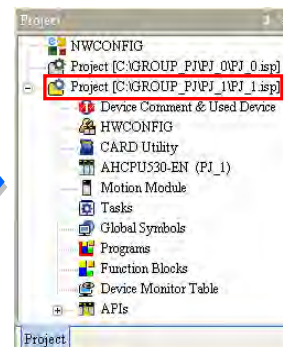 Project
NWCONFIG
Project [C:\GROUP_PJ\PJ_0\PJ_0.isp]
Project [C:\GROUP_PJ\PJ_1\PJ_1.isp]
Device Comment & Used Device
HWCONFIG
CARD Utility
AHCPU530-EN (PJ_1)
Motion Module
Tasks
Global Symbols
Programs
Function Blocks
Device Monitor Table
APIs
Project